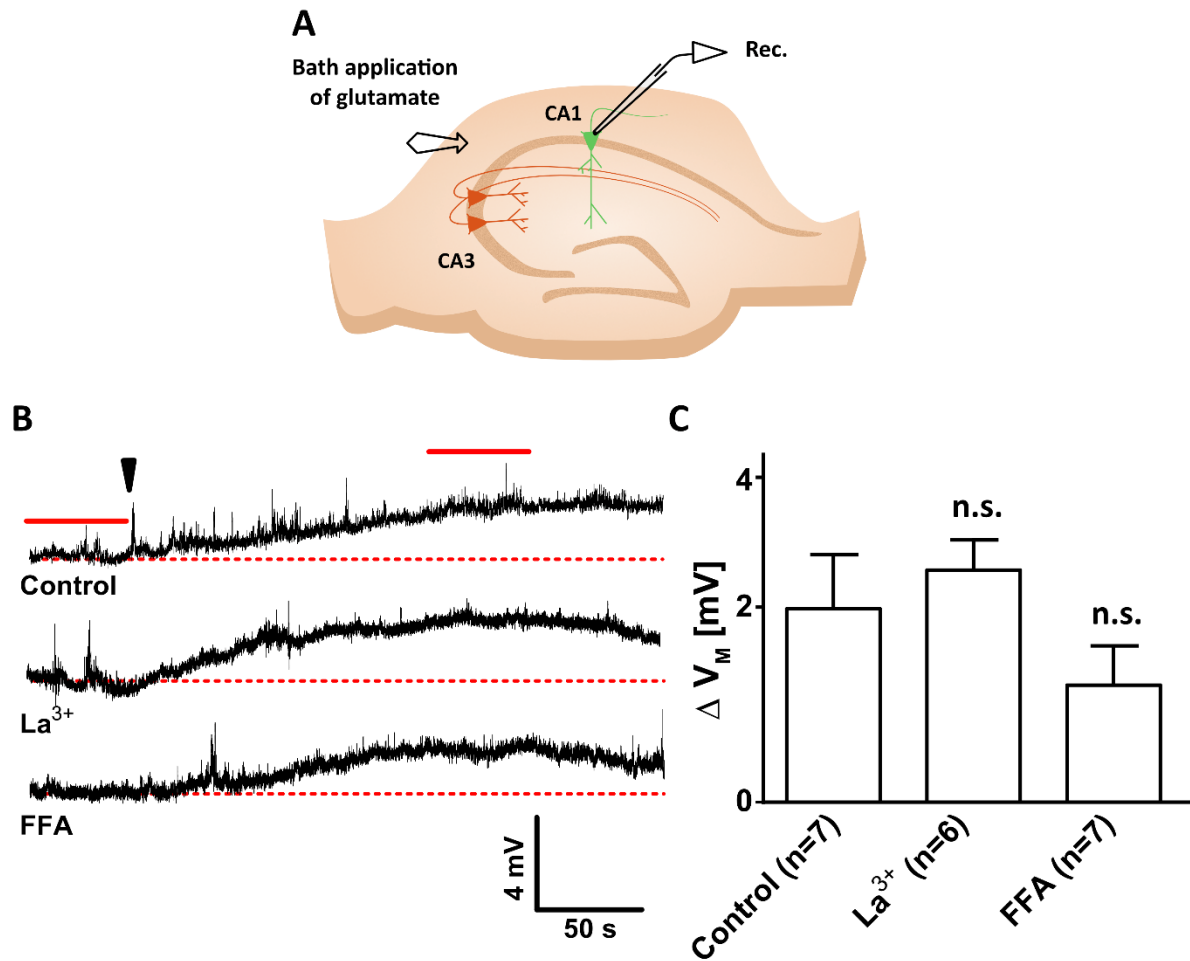 A
Bath application
of glutamate
Rec.
CA1
CA3
B
Control
La³⁺
FFA
4 mV
50 s
C
Δ V_M [mV]
4
2
0
n.s.
n.s.
Control (n=7)
La³⁺ (n=6)
FFA (n=7)